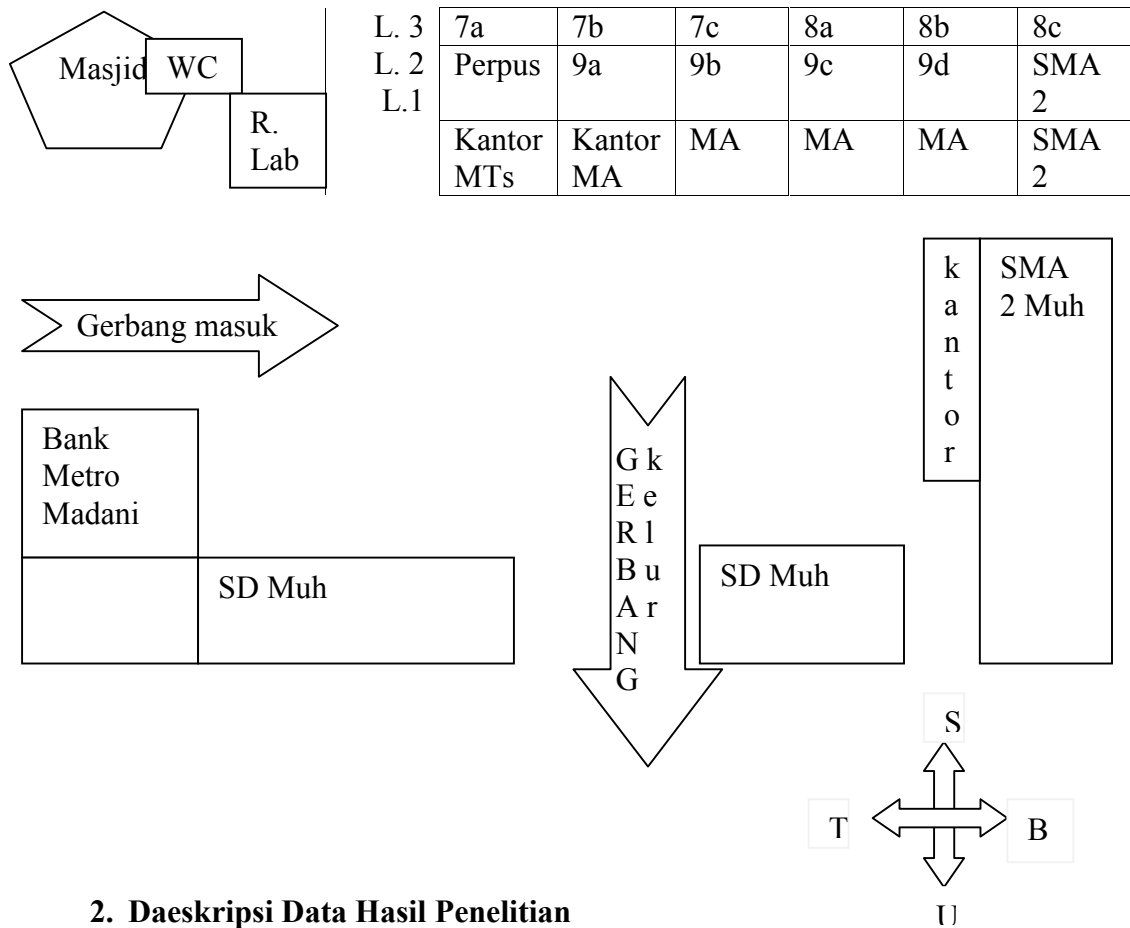 Masjid WC
R.
Lab
L. 3 7a 7b 7c 8a 8b 8c
L. 2 Perpus 9a 9b 9c 9d SMA
2
L.1
Kantor
MTs
Kantor
MA
MA MA MA SMA
2
Gerbang masuk
k
a
n
t
o
r
SMA
2 Muh
Bank
Metro
Madani
SD Muh
G k
E e
R l
B u
A r
N
G
SD Muh
S
T B
U
2. Daeskripsi Data Hasil Penelitian